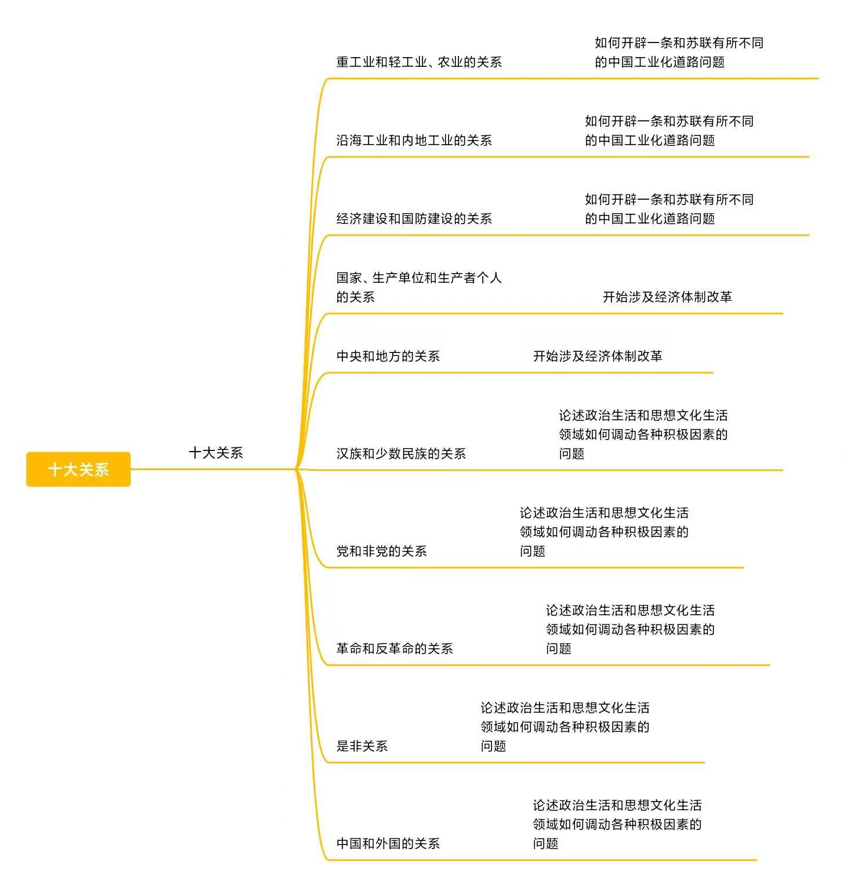 十大关系
十大关系
重工业和轻工业、农业的关系
如何开辟一条和苏联有所不同
的中国工业化道路问题
沿海工业和内地工业的关系
如何开辟一条和苏联有所不同
的中国工业化道路问题
经济建设和国防建设的关系
如何开辟一条和苏联有所不同
的中国工业化道路问题
国家、生产单位和生产者个人
的关系
开始涉及经济体制改革
中央和地方的关系
开始涉及经济体制改革
汉族和少数民族的关系
论述政治生活和思想文化生活
领域如何调动各种积极因素的
问题
党和非党的关系
论述政治生活和思想文化生活
领域如何调动各种积极因素的
问题
革命和反革命的关系
论述政治生活和思想文化生活
领域如何调动各种积极因素的
问题
是非关系
论述政治生活和思想文化生活
领域如何调动各种积极因素的
问题
中国和外国的关系
论述政治生活和思想文化生活
领域如何调动各种积极因素的
问题